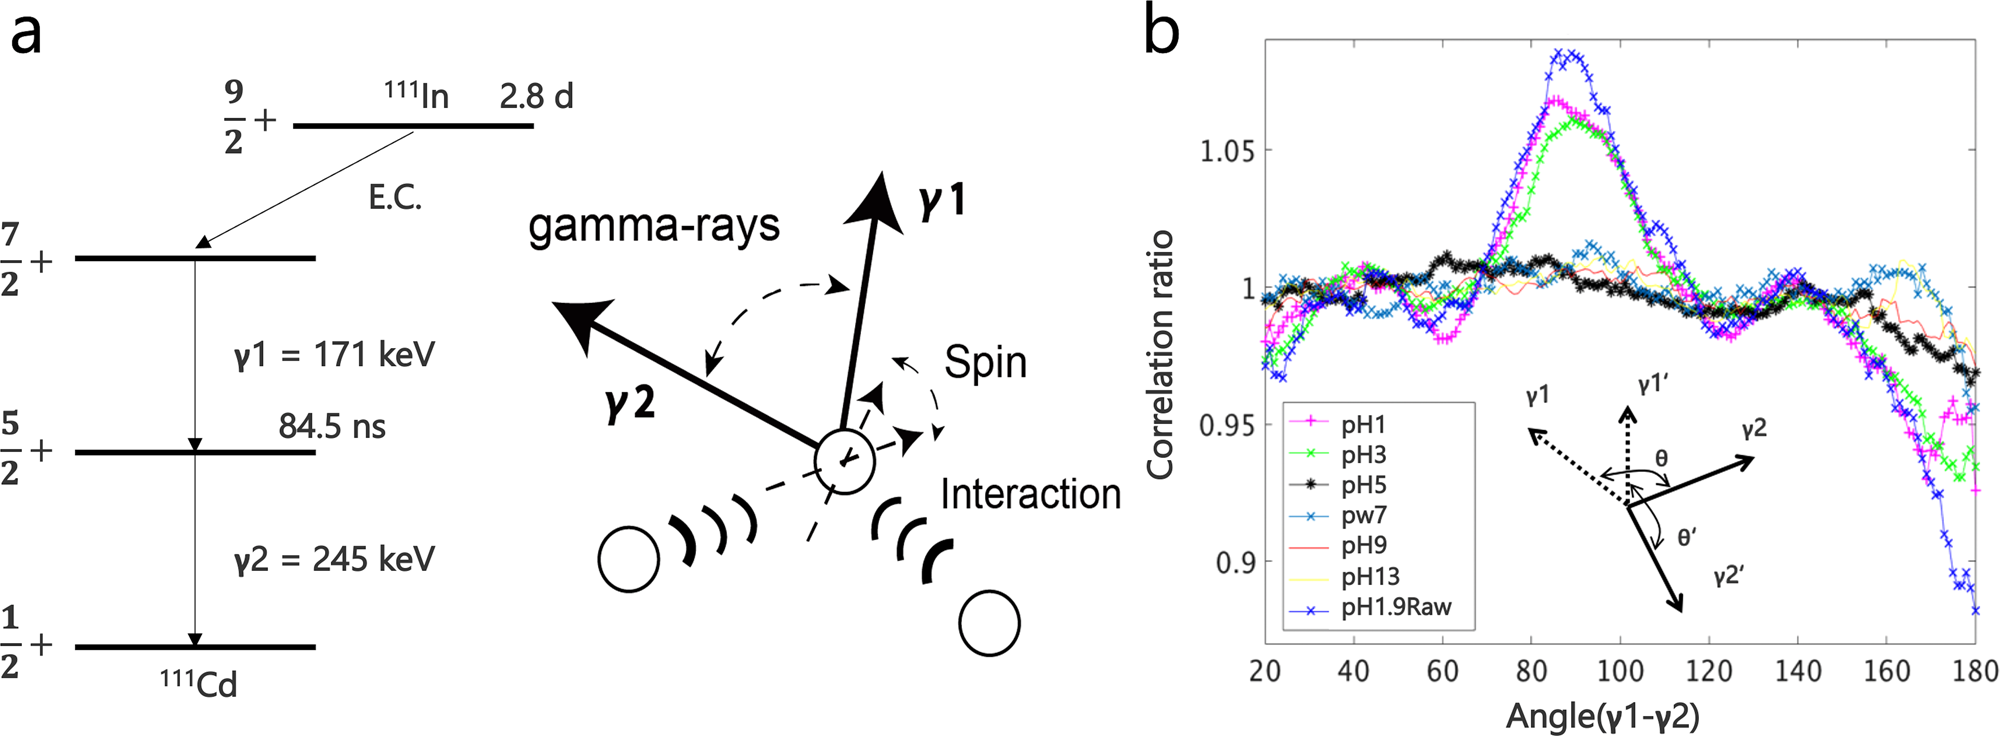 a
9/2 +
¹¹¹In 2.8 d
E.C.
7/2 +
γ1 = 171 keV
84.5 ns
5/2 +
γ2 = 245 keV
1/2 +
¹¹¹Cd
gamma-rays
γ1
γ2
Spin
Interaction
b
Correlation ratio
1.05
1
0.95
0.9
pH1
pH3
pH5
pw7
pH9
pH13
pH1.9Raw
γ1
γ1′
γ2
θ
θ′
γ2′
20 40 60 80 100 120 140 160 180
Angle(γ1-γ2)